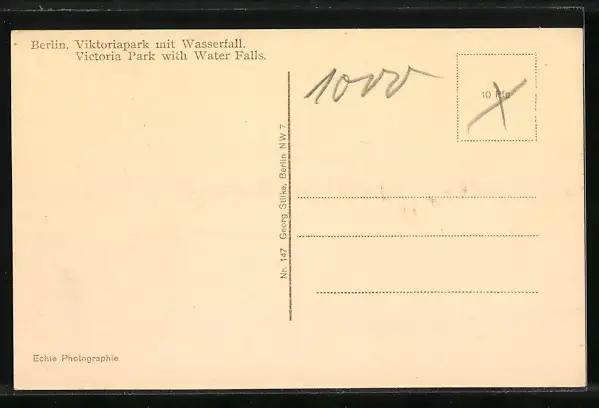 Berlin. Viktoriapark mit Wasserfall.
Victoria Park with Water Falls.
1000
10 Pfg
Nr. 147 Georg Stilke, Berlin NW 7
Echte Photographie